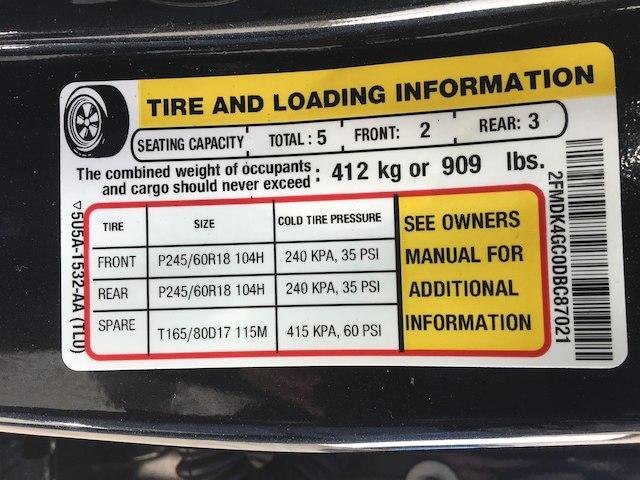 TIRE AND LOADING INFORMATION
SEATING CAPACITY TOTAL: 5 FRONT: 2 REAR: 3
The combined weight of occupants
and cargo should never exceed : 412 kg or 909 lbs.
TIRE SIZE COLD TIRE PRESSURE
FRONT P245/60R18 104H 240 KPA, 35 PSI
REAR P245/60R18 104H 240 KPA, 35 PSI
SPARE T165/80D17 115M 415 KPA, 60 PSI
SEE OWNERS
MANUAL FOR
ADDITIONAL
INFORMATION
5U5A-1532-AA (TLU)
2FMDK4GC0DBC87021